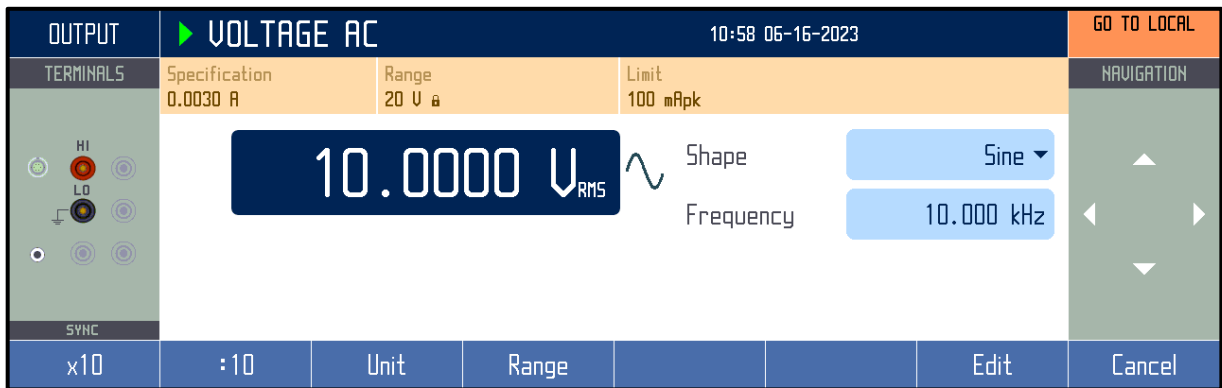 OUTPUT
VOLTAGE AC
10:58 06-16-2023
GO TO LOCAL
TERMINALS
Specification
0.0030 A
Range
20 V
Limit
100 mApk
NAVIGATION
HI
LO
10.0000 VRMS
Shape
Sine
Frequency
10.000 kHz
SYNC
x10
:10
Unit
Range
Edit
Cancel